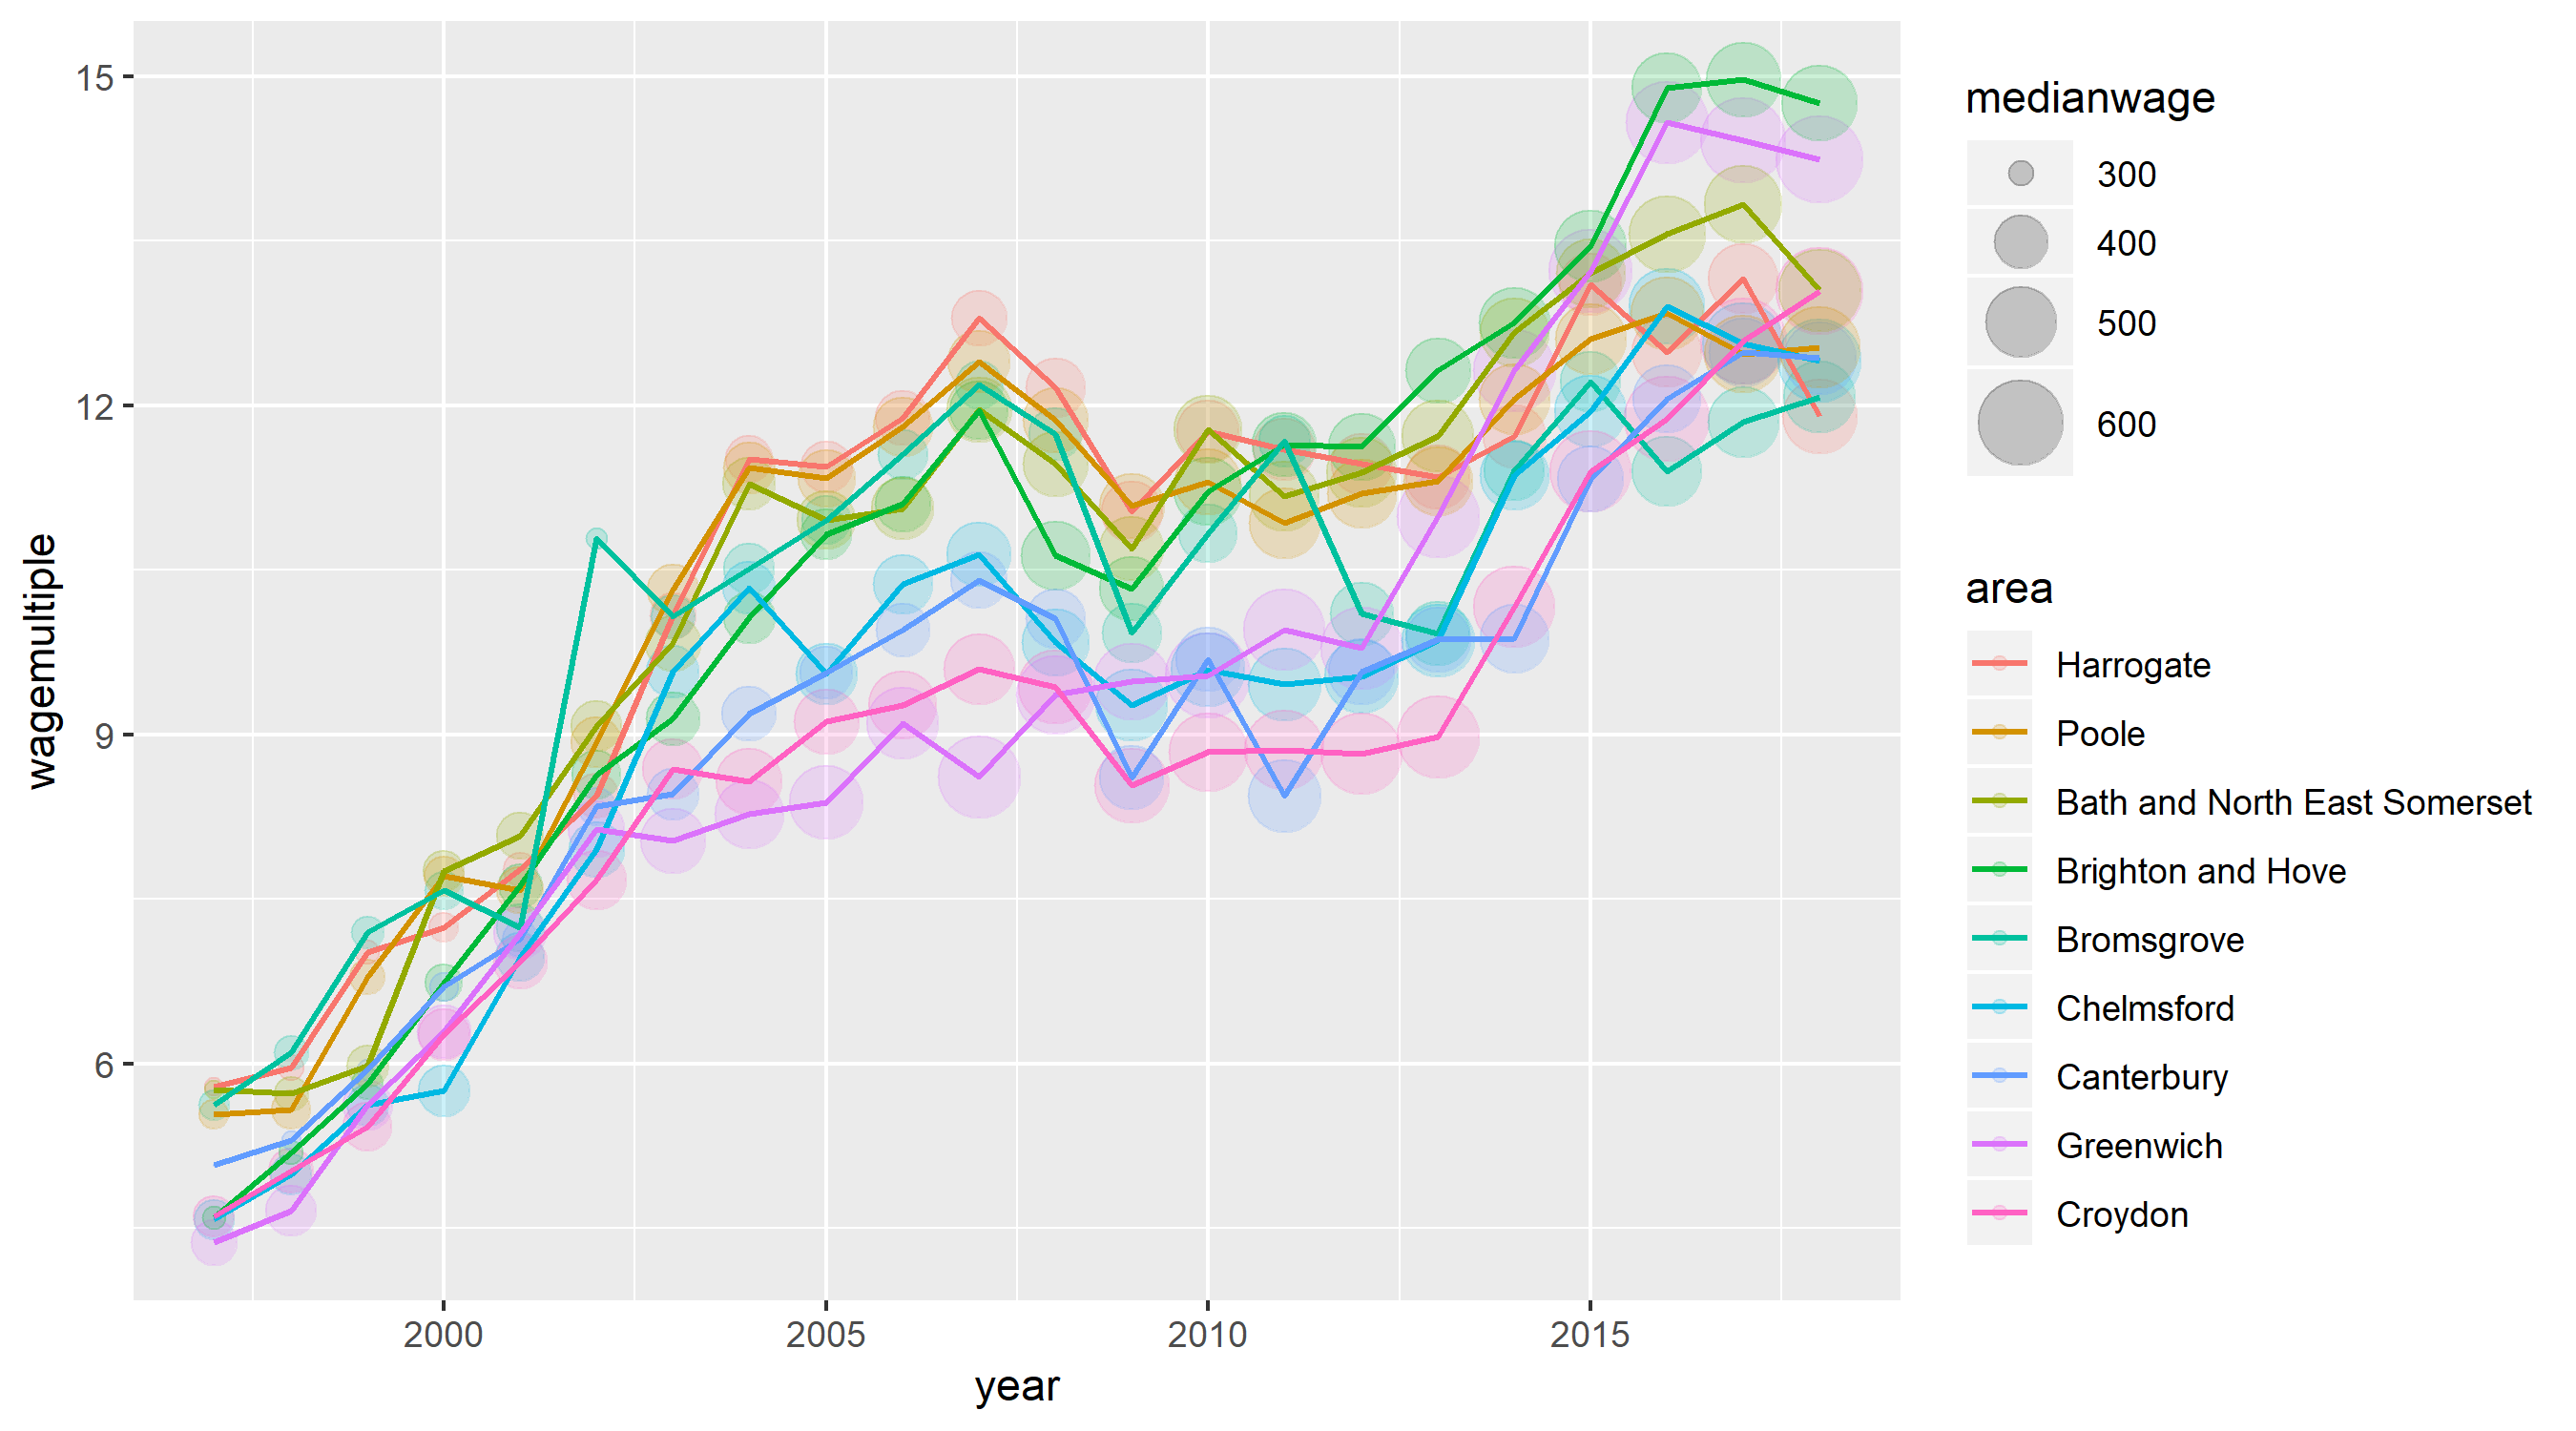 15
12
9
6
wagemultiple
2000 2005 2010 2015
year
medianwage
300
400
500
600
area
Harrogate
Poole
Bath and North East Somerset
Brighton and Hove
Bromsgrove
Chelmsford
Canterbury
Greenwich
Croydon